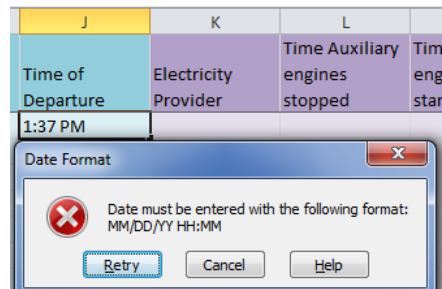 J K L
Time of Departure
Electricity Provider
Time Auxiliary engines stopped
1:37 PM
Date Format
Date must be entered with the following format:
MM/DD/YY HH:MM
Retry Cancel Help